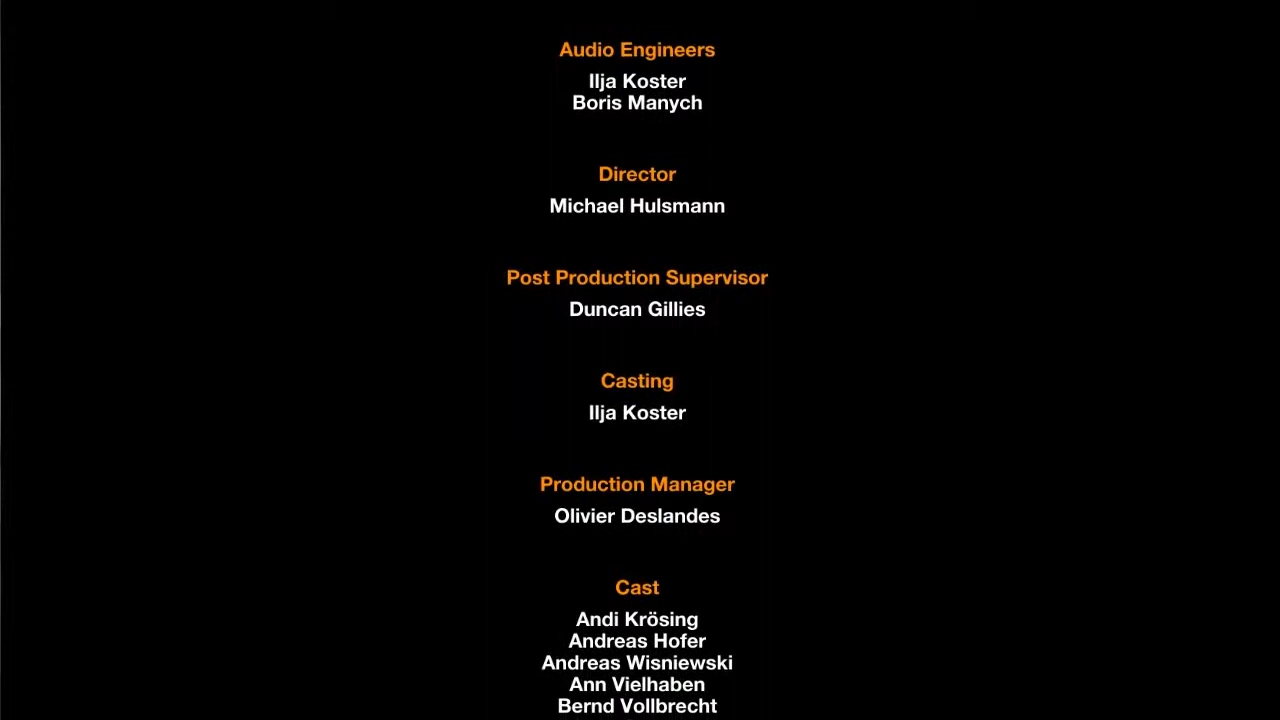 Audio Engineers
Ilja Koster
Boris Manych
Director
Michael Hulsmann
Post Production Supervisor
Duncan Gillies
Casting
Ilja Koster
Production Manager
Olivier Deslandes
Cast
Andi Krösing
Andreas Hofer
Andreas Wisniewski
Ann Vielhaben
Bernd Vollbrecht